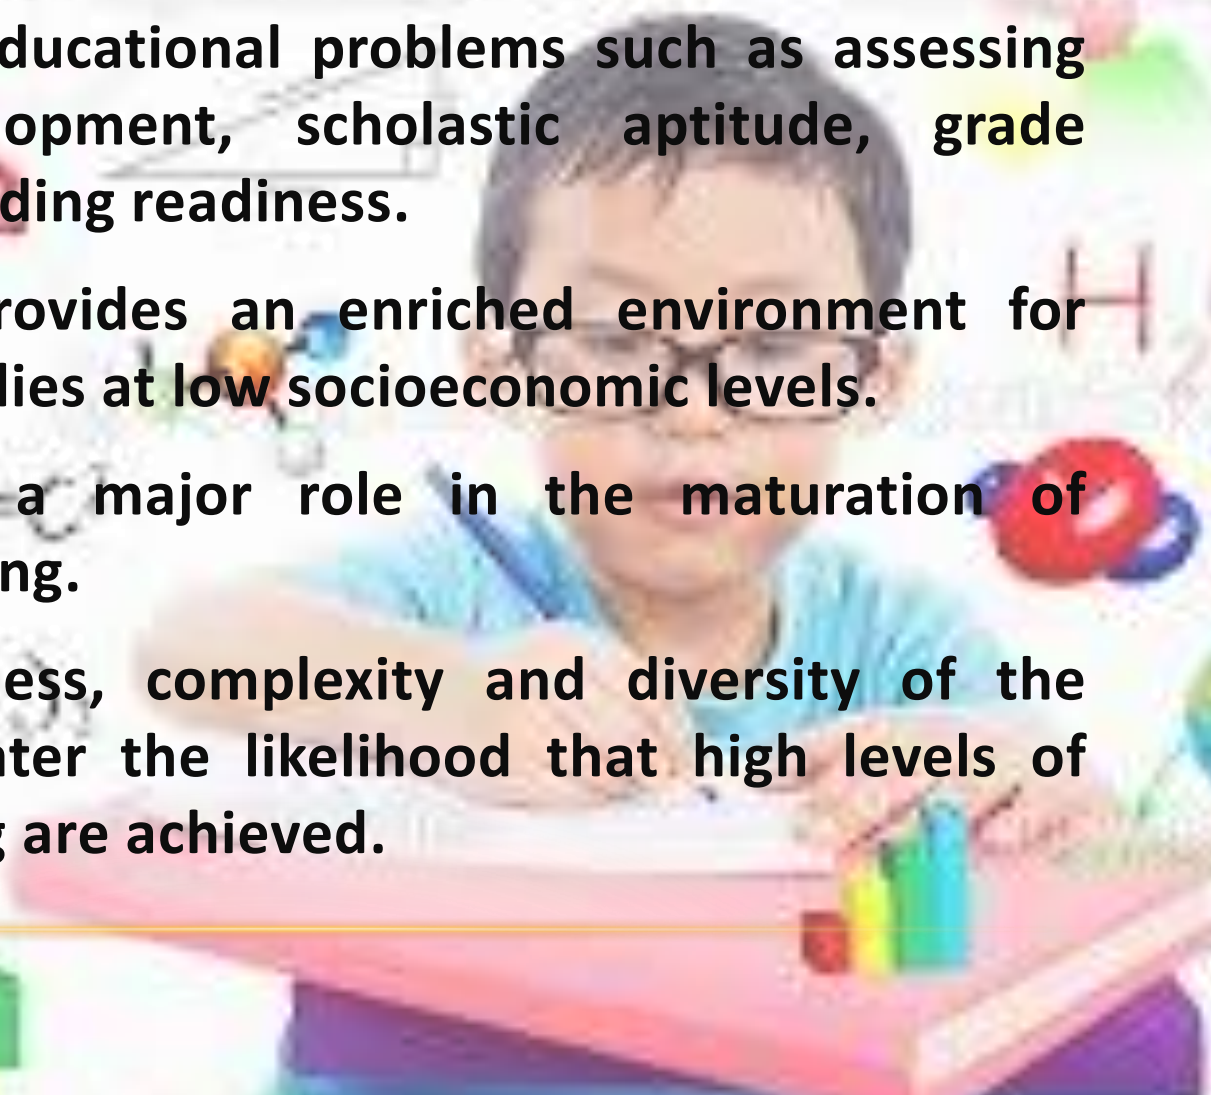 ducational problems such as assessing
opment, scholastic aptitude, grade
ding readiness.
rovides an enriched environment for
lies at low socioeconomic levels.
a major role in the maturation of
ng.
ess, complexity and diversity of the
ater the likelihood that high levels of
g are achieved.
H